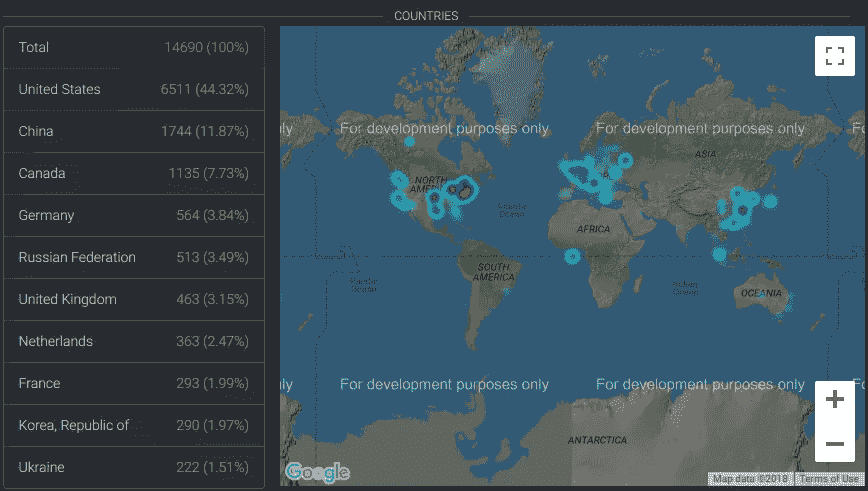 COUNTRIES
Total 14690 (100%)
United States 6511 (44.32%)
China 1744 (11.87%)
Canada 1135 (7.73%)
Germany 564 (3.84%)
Russian Federation 513 (3.49%)
United Kingdom 463 (3.15%)
Netherlands 363 (2.47%)
France 293 (1.99%)
Korea, Republic of 290 (1.97%)
Ukraine 222 (1.51%)
ly For development purposes only For development purposes only Fo
ASIA
NORTH
AMERICA
AFRICA
SOUTH
AMERICA
OCEANIA
ly For development purposes only For development purposes only Fo
ANTARCTICA
Google
Map data ©2018 Terms of Use